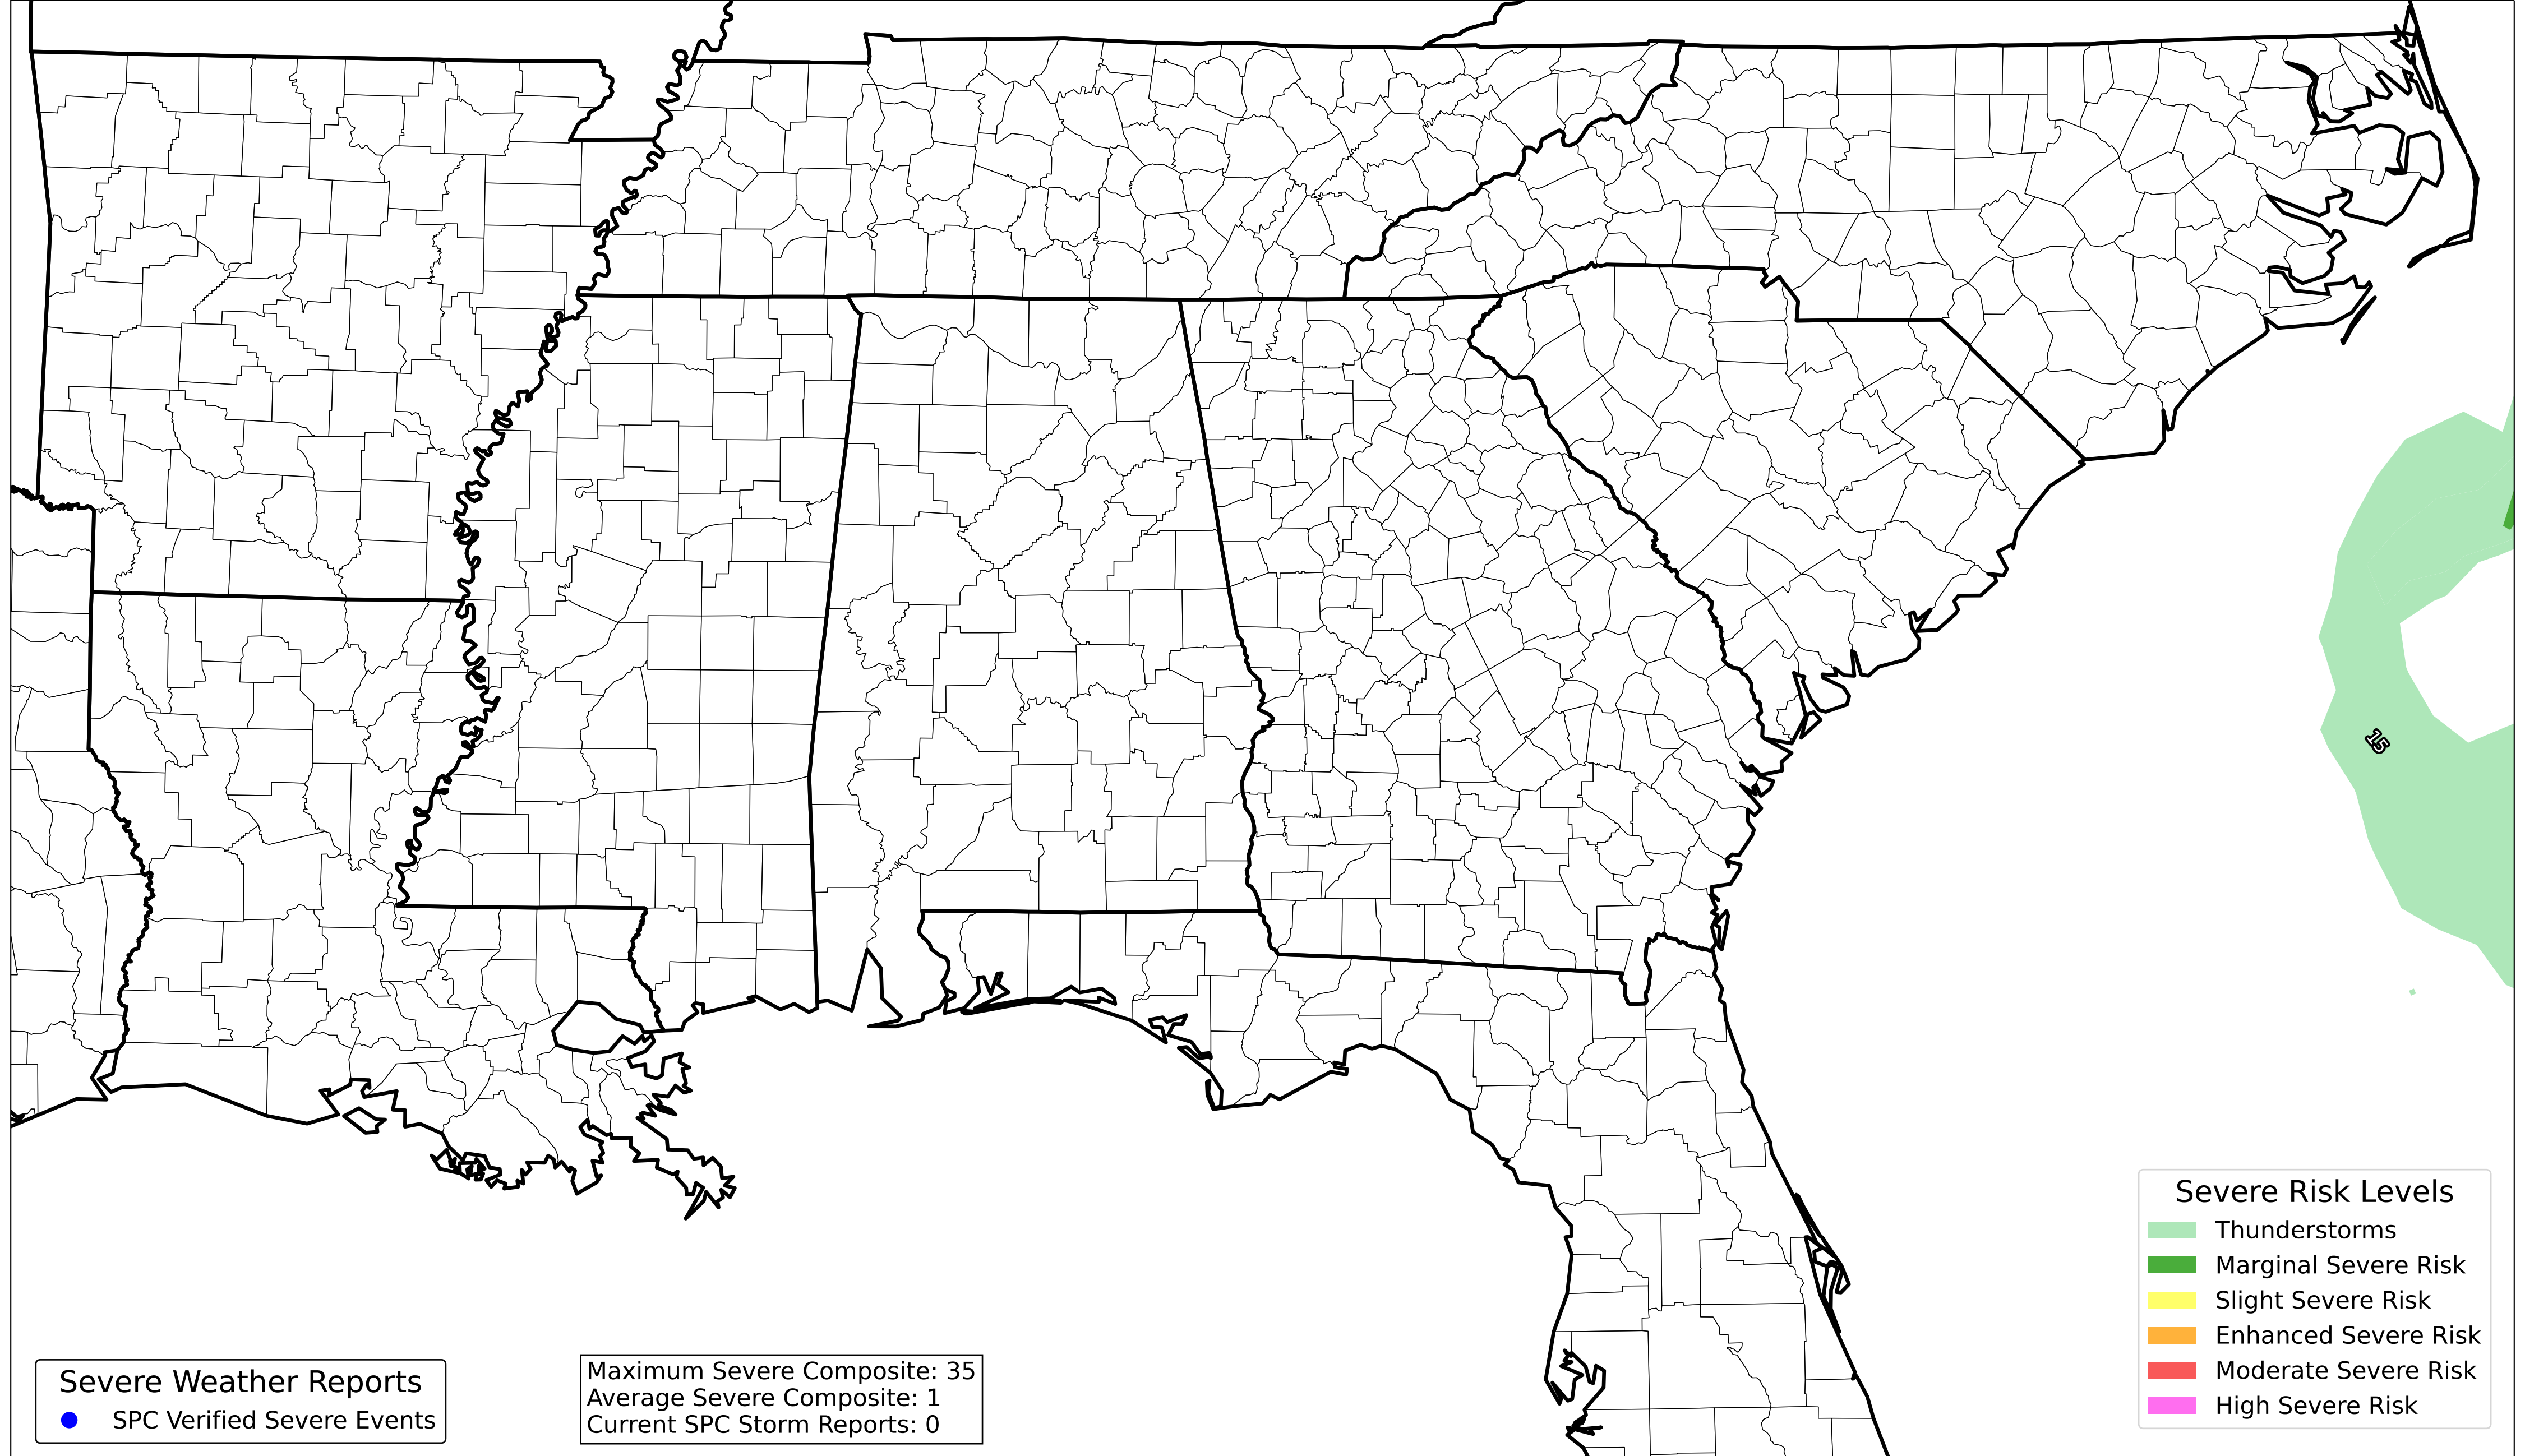 15
Severe Risk Levels
Thunderstorms
Marginal Severe Risk
Slight Severe Risk
Enhanced Severe Risk
Moderate Severe Risk
High Severe Risk
Severe Weather Reports
SPC Verified Severe Events
Maximum Severe Composite: 35
Average Severe Composite: 1
Current SPC Storm Reports: 0